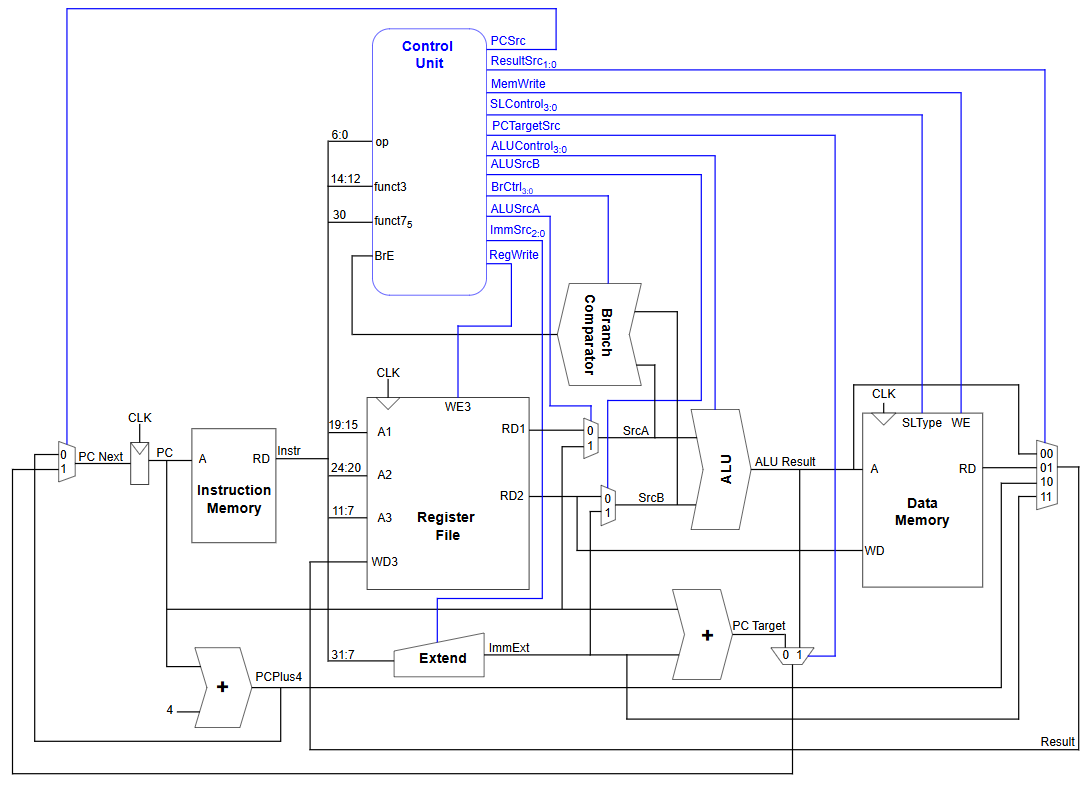 Control
Unit
PCSrc
ResultSrc1:0
MemWrite
SLControl3:0
PCTargetSrc
ALUControl3:0
ALUSrcB
BrCtrl3:0
ALUSrcA
ImmSrc2:0
RegWrite
6:0
op
14:12
funct3
30
funct75
BrE
Branch
Comparator
CLK
CLK
CLK
WE3
SLType
WE
0
1
PC Next
PC
A
RD
Instr
Instruction
Memory
19:15
A1
24:20
A2
11:7
A3
WD3
RD1
RD2
Register
File
0
1
SrcA
0
1
SrcB
ALU
ALU Result
A
RD
Data
Memory
WD
00
01
10
11
31:7
Extend
ImmExt
+
PC Target
0 1
+
PCPlus4
4
Result